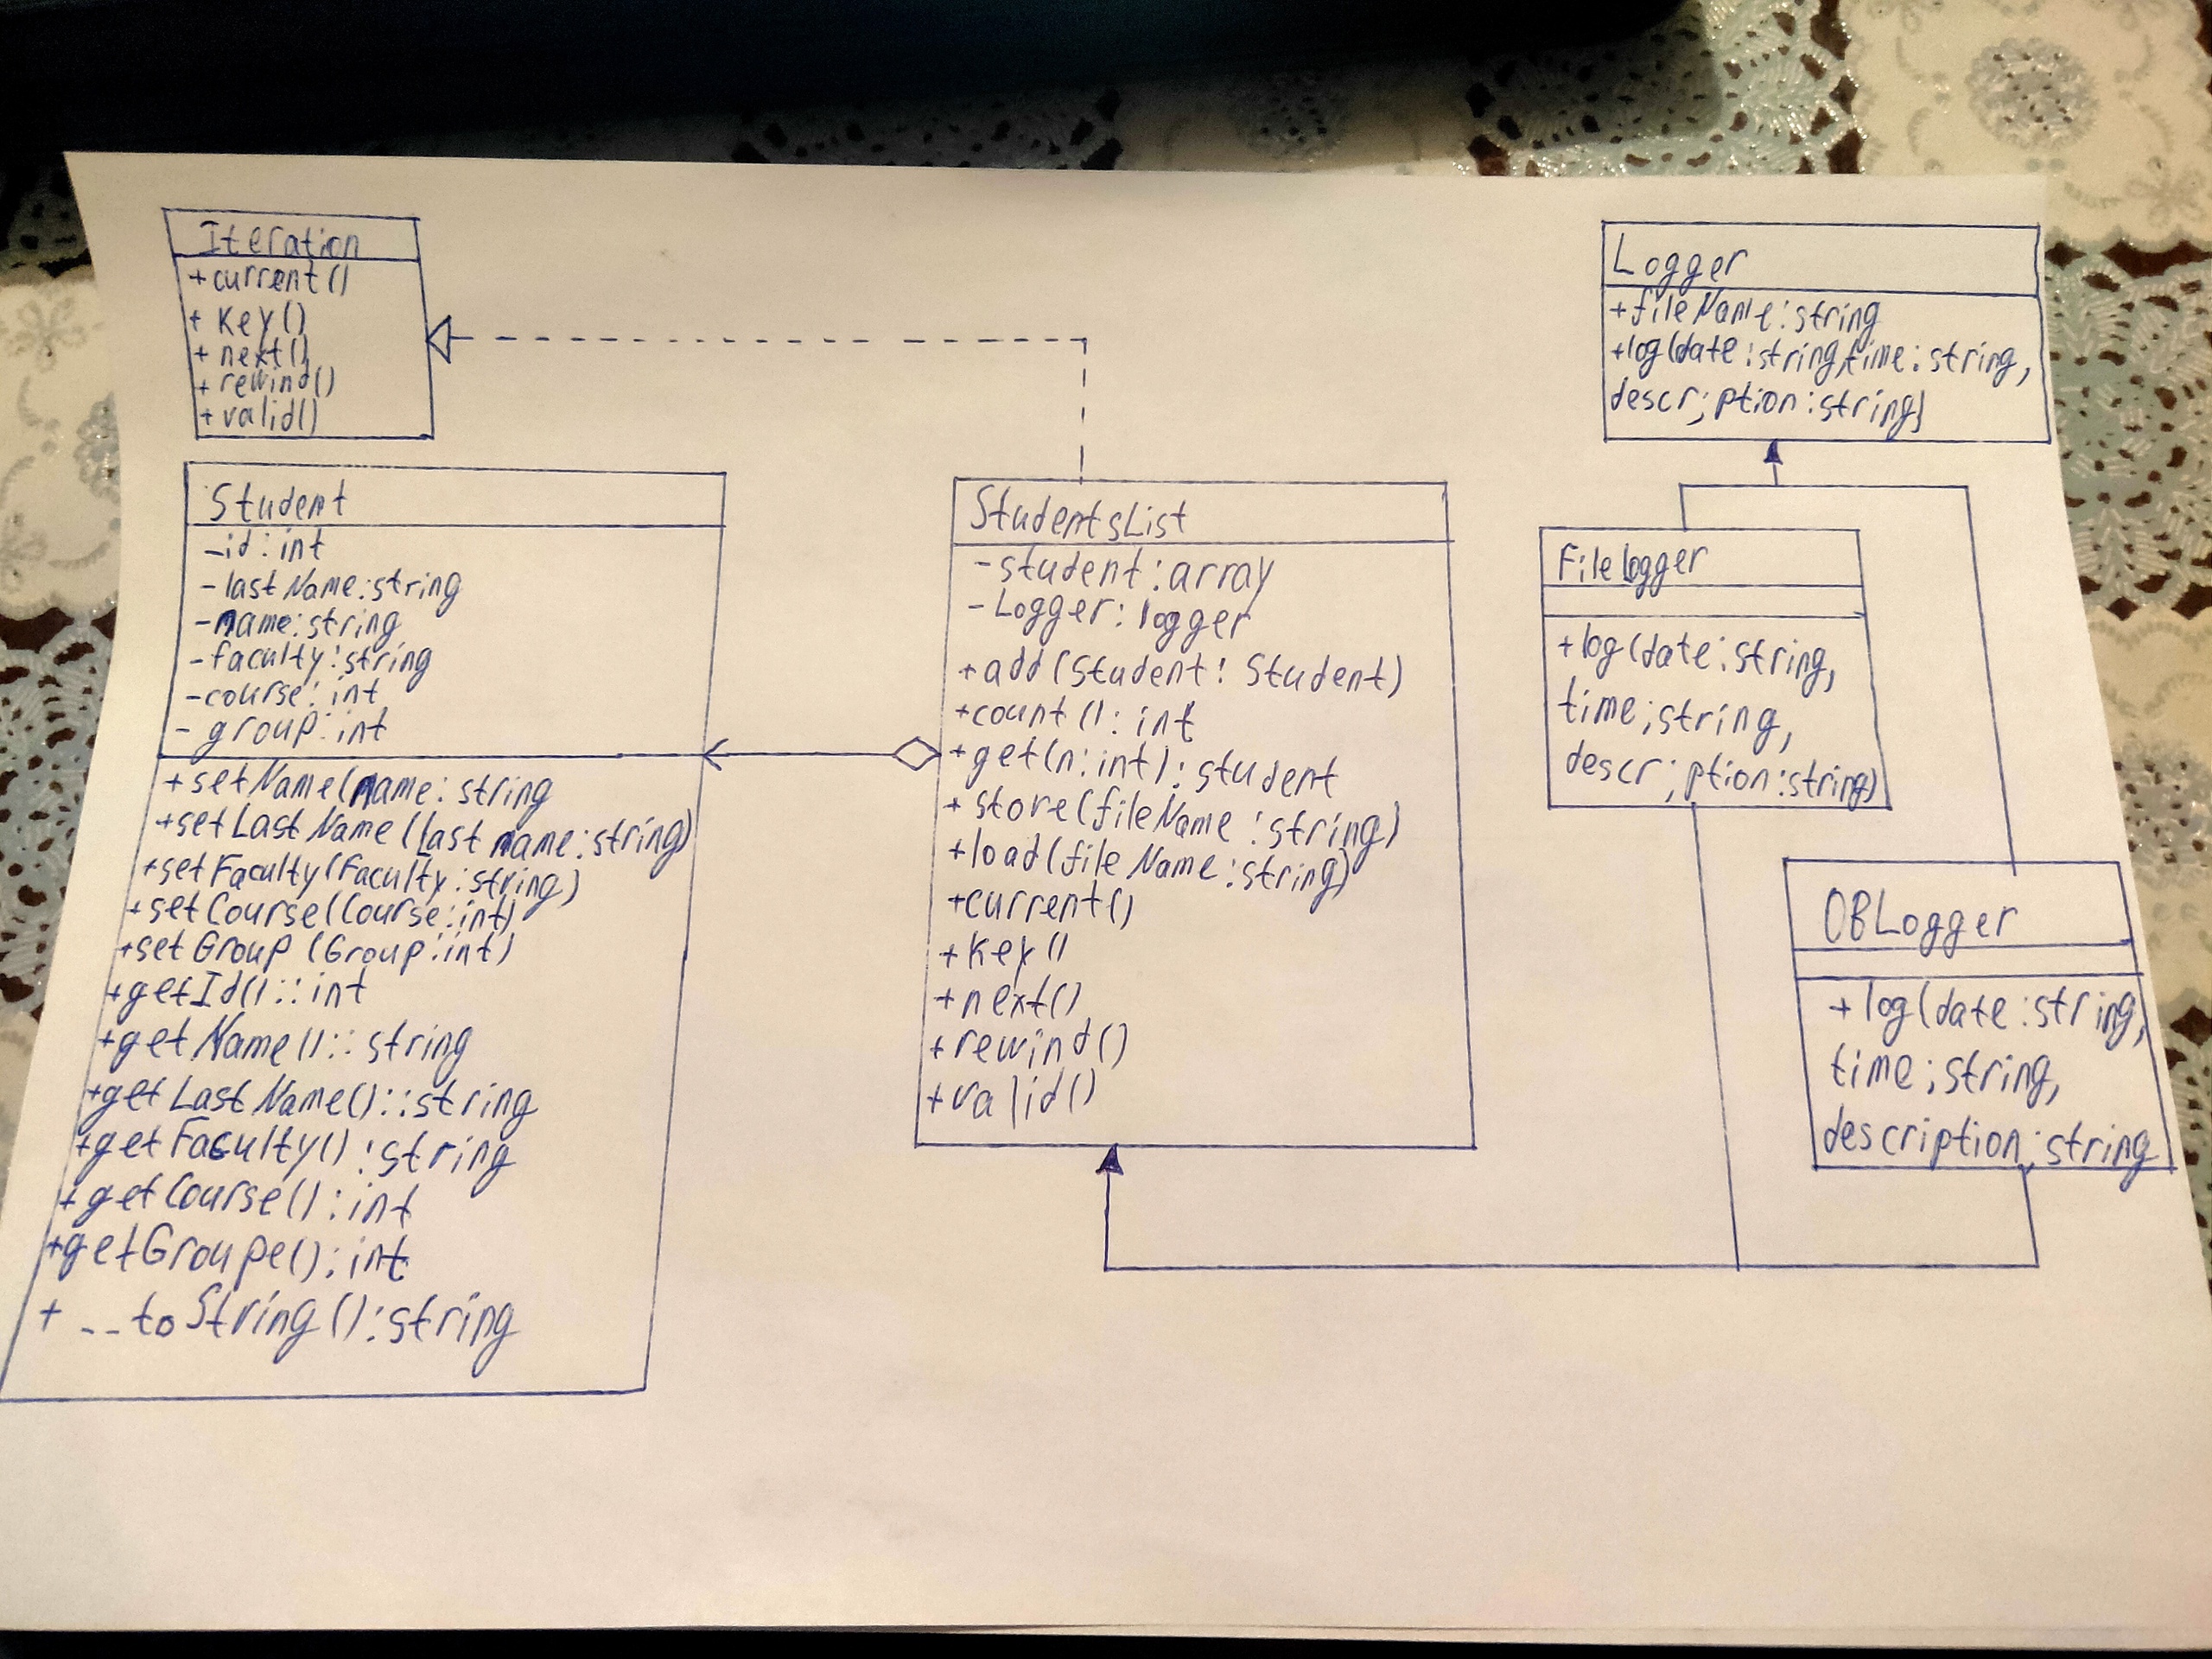 Iteration
+current()
+ Key()
+ next()
+ rewind()
+valid()
Student
-id: int
-lastName:string
-name:string
-faculty:string
-course: int
- group:int
+setName(name: string
+setLastName(Last name:string)
+setFaculty(Faculty:string)
+setCourse(Course:int)
+setGroup (Group:int)
+getId()::int
+getName():: string
+getLastName()::string
+getFaculty():string
+getCourse():int
+getGroupe():int
+ __toString():string
StudentsList
-student:array
- Logger: logger
+add(Student: Student)
+count(): int
+get(n:int):student
+ store(fileName:string)
+load(fileName:string)
+current()
+key()
+next()
+rewind()
+valid()
Logger
+fileName:string
+log(date:string,time:string,
descr;ption:string)
FileLogger
+log(date:string,
time;string,
descr;ption:string)
OBLogger
+log(date:string,
time;string,
description:string